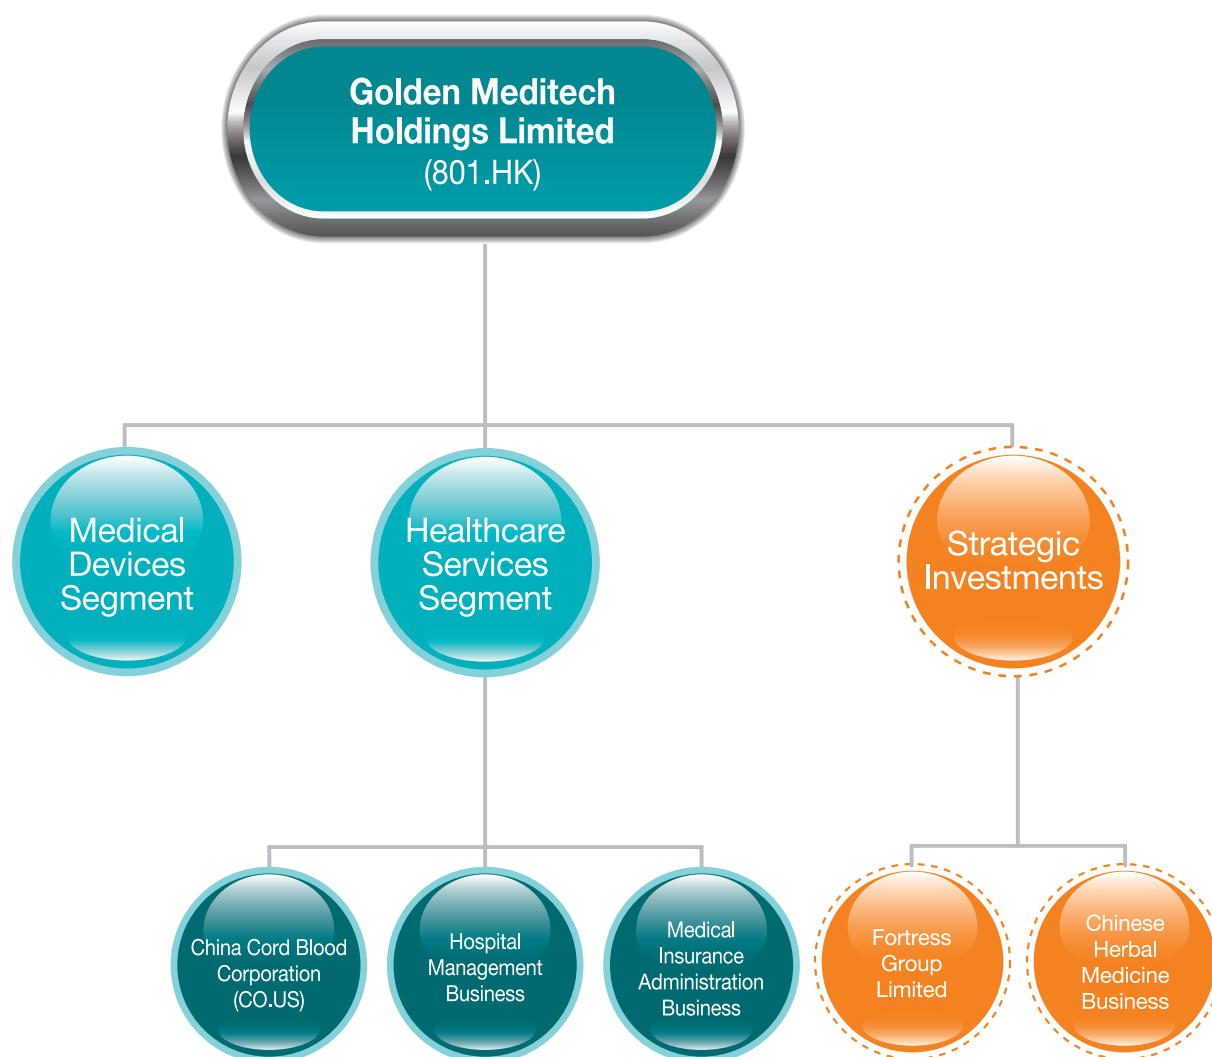 Golden Meditech
Holdings Limited
(801.HK)
Medical
Devices
Segment
Healthcare
Services
Segment
Strategic
Investments
China Cord Blood
Corporation
(CO.US)
Hospital
Management
Business
Medical
Insurance
Administration
Business
Fortress
Group
Limited
Chinese
Herbal
Medicine
Business